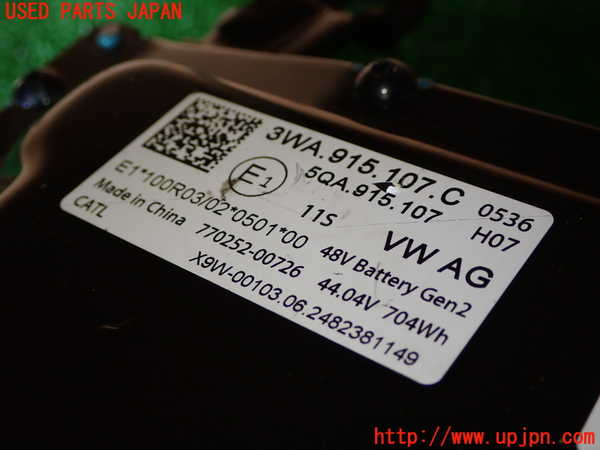 USED PARTS JAPAN
3WA.915.107.C 0536
5QA.915.107 H07
E1
11S VW AG
E1*100R03/02*0501*00 48V Battery Gen2
Made in China 770252-00726 44.04V 704Wh
CATL X9W-00103.06.2482381149
http://www.upjpn.com/